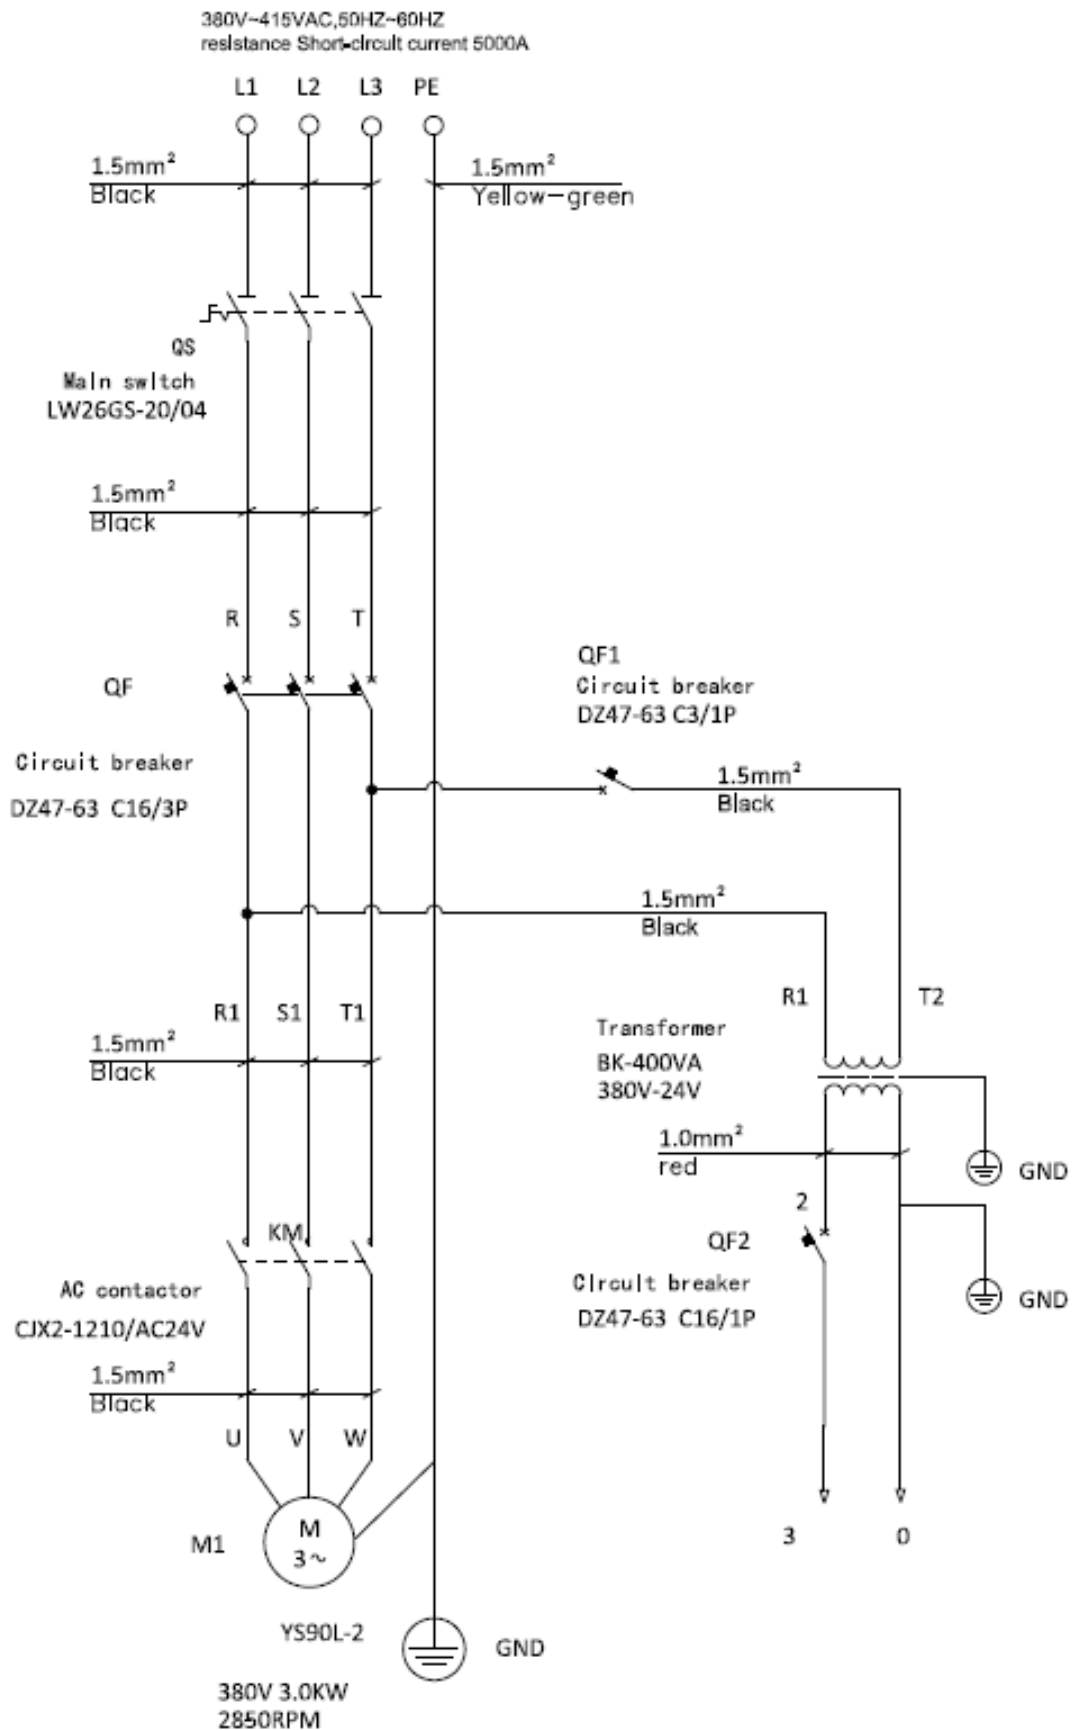 380V~415VAC,50HZ~60HZ
resistance Short-circuit current 5000A
L1 L2 L3 PE
1.5mm²
Black
1.5mm²
Yellow-green
QS
Main switch
LW26GS-20/04
1.5mm²
Black
R S T
QF
Circuit breaker
DZ47-63 C16/3P
QF1
Circuit breaker
DZ47-63 C3/1P
1.5mm²
Black
1.5mm²
Black
R1 S1 T1
1.5mm²
Black
R1 T2
Transformer
BK-400VA
380V-24V
1.0mm²
red
GND
2
QF2
Circuit breaker
DZ47-63 C16/1P
GND
KM
AC contactor
CJX2-1210/AC24V
1.5mm²
Black
U V W
M1
M
3~
3 0
YS90L-2
GND
380V 3.0KW
2850RPM